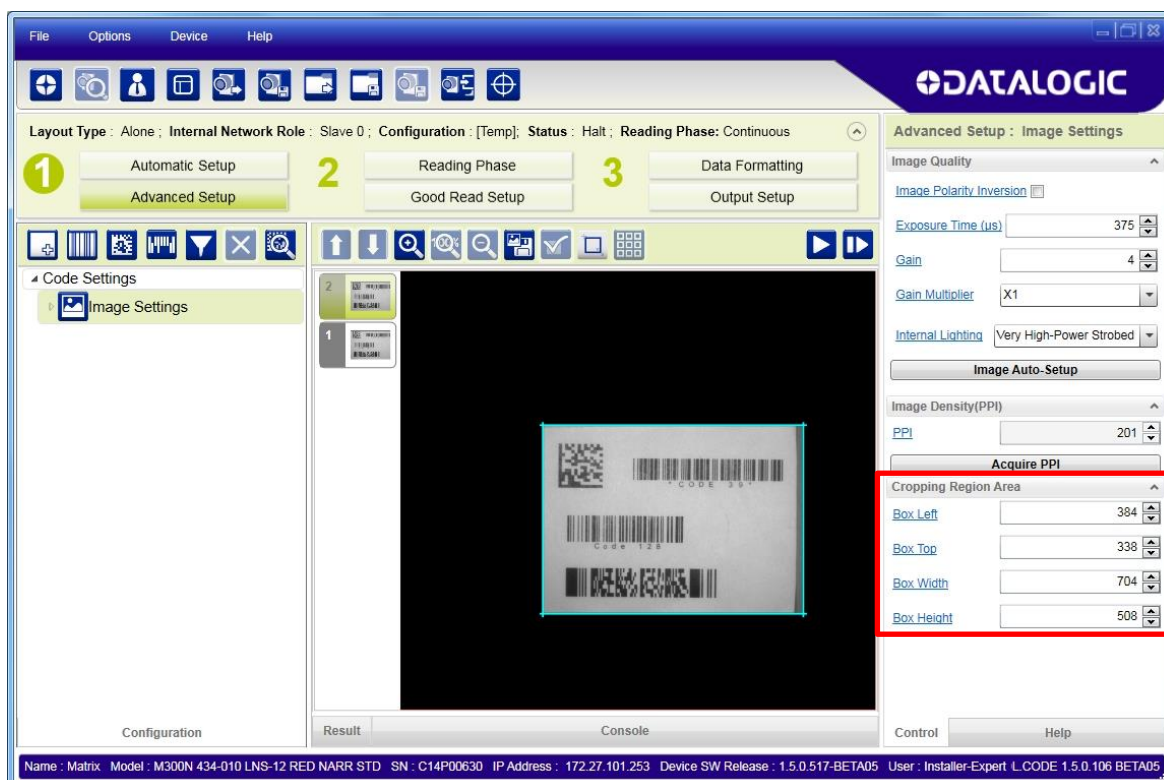 File Options Device Help
DATALOGIC
Layout Type : Alone ; Internal Network Role : Slave 0 ; Configuration : [Temp]; Status : Halt ; Reading Phase: Continuous
1 Automatic Setup 2 Reading Phase 3 Data Formatting
Advanced Setup Good Read Setup Output Setup
Code Settings
Image Settings
100%
2
1
*CODE 39*
Code 128
Configuration
Result Console
Advanced Setup : Image Settings
Image Quality
Image Polarity Inversion
Exposure Time (µs) 375
Gain 4
Gain Multiplier X1
Internal Lighting Very High-Power Strobed
Image Auto-Setup
Image Density(PPI)
PPI 201
Acquire PPI
Cropping Region Area
Box Left 384
Box Top 338
Box Width 704
Box Height 508
Control Help
Name : Matrix Model : M300N 434-010 LNS-12 RED NARR STD SN : C14P00630 IP Address : 172.27.101.253 Device SW Release : 1.5.0.517-BETA05 User : Installer-Expert L.CODE 1.5.0.106 BETA05